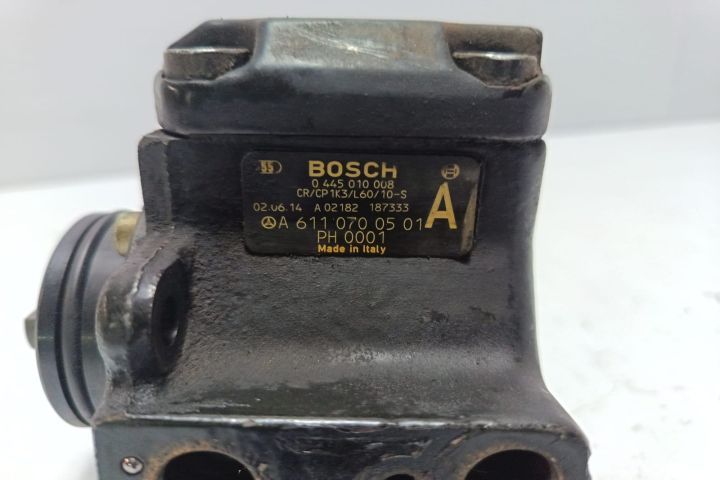 55 BOSCH
0 445 010 008
CR/CP1K3/L60/10-S
02.06.14 A 02182 187333 A
A 611 070 05 01
PH 0001
Made in Italy